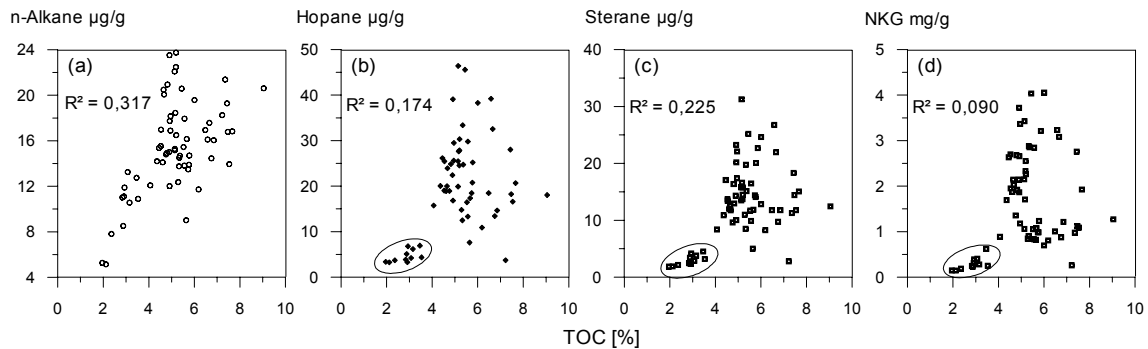 n-Alkane µg/g Hopane µg/g Sterane µg/g NKG mg/g
24 50 40 5
(a) (b) (c) (d)
R² = 0,317 R² = 0,174 R² = 0,225 R² = 0,090
20 40 30 4
16 30 20 3
12 20 10 2
8 10 0 1
4 0 0
0 2 4 6 8 10 0 2 4 6 8 10 0 2 4 6 8 10 0 2 4 6 8 10
TOC [%]